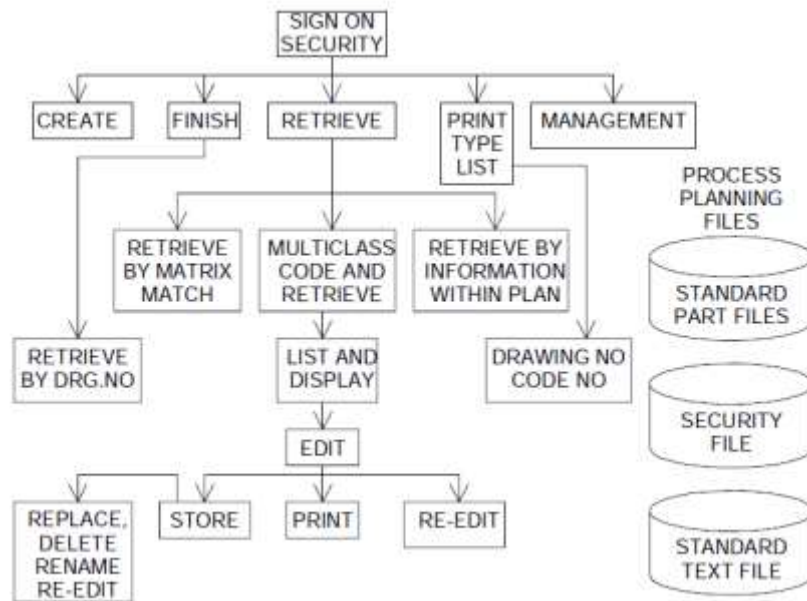 SIGN ON
SECURITY
CREATE
FINISH
RETRIEVE
PRINT
TYPE
LIST
MANAGEMENT
PROCESS
PLANNING
FILES
RETRIEVE
BY MATRIX
MATCH
MULTICLASS
CODE AND
RETRIEVE
RETRIEVE BY
INFORMATION
WITHIN PLAN
STANDARD
PART FILES
RETRIEVE
BY DRG.NO
LIST AND
DISPLAY
DRAWING NO
CODE NO
SECURITY
FILE
EDIT
REPLACE,
DELETE
RENAME
RE-EDIT
STORE
PRINT
RE-EDIT
STANDARD
TEXT FILE